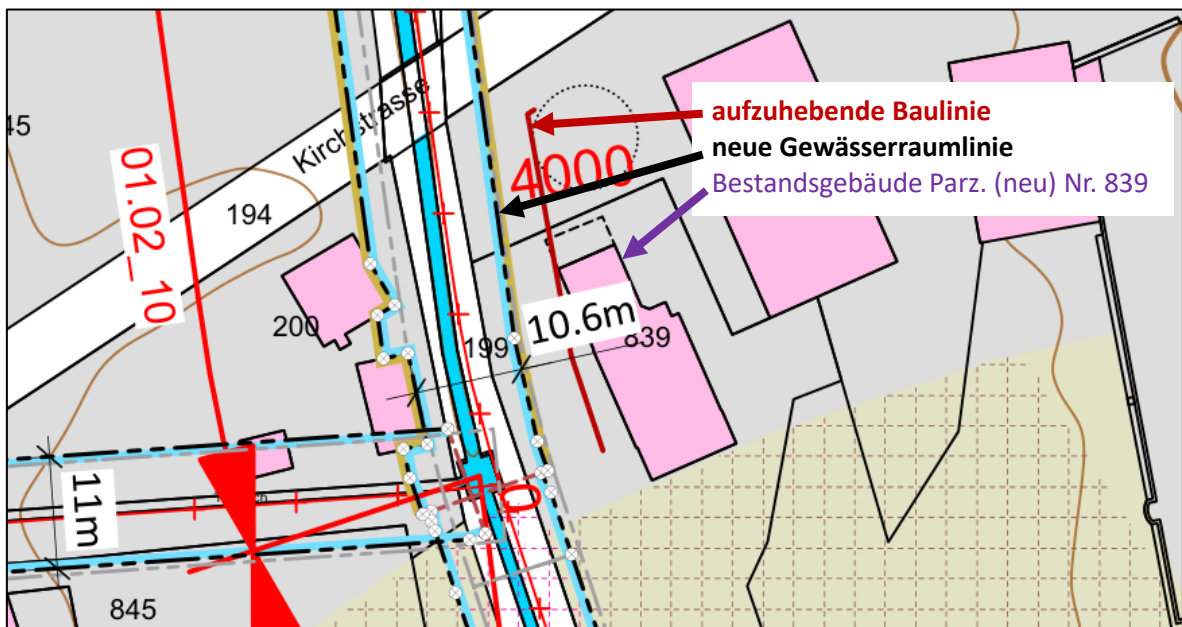 45
Kirchstrasse
01.02_10
194
4000
aufzuhebende Baulinie
neue Gewässerraumlinie
Bestandsgebäude Parz. (neu) Nr. 839
200
199
10.6m
839
11m
0
845